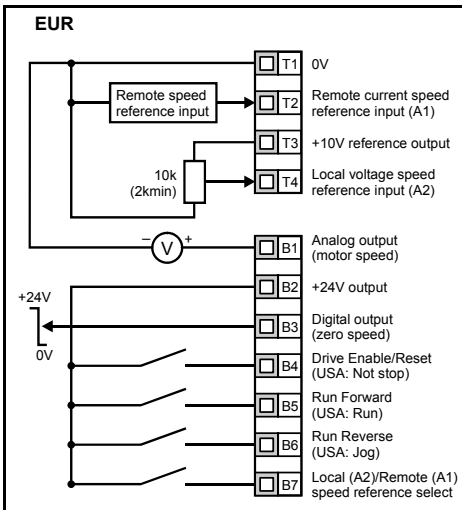 EUR
T1 0V
Remote speed
reference input
T2 Remote current speed
reference input (A1)
T3 +10V reference output
10k
(2kmin)
T4 Local voltage speed
reference input (A2)
– V +
B1 Analog output
(motor speed)
B2 +24V output
+24V
0V
B3 Digital output
(zero speed)
B4 Drive Enable/Reset
(USA: Not stop)
B5 Run Forward
(USA: Run)
B6 Run Reverse
(USA: Jog)
B7 Local (A2)/Remote (A1)
speed reference select